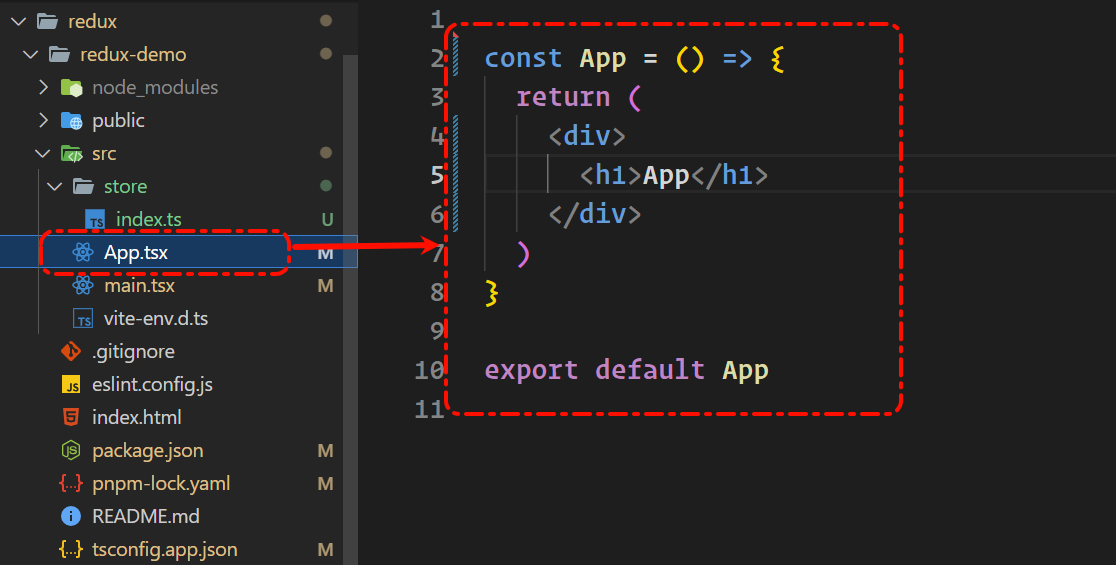 redux
redux-demo
node_modules
public
src
store
TS index.ts U
App.tsx M
main.tsx M
TS vite-env.d.ts
.gitignore
JS eslint.config.js
index.html
package.json M
pnpm-lock.yaml M
README.md
tsconfig.app.json M
1
2 const App = () => {
3 return (
4 <div>
5 <h1>App</h1>
6 </div>
7 )
8 }
9
10 export default App
11